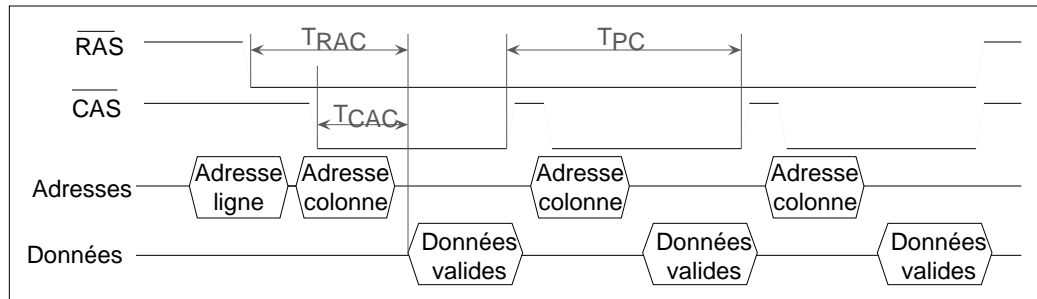 TRAC
TPC
RAS
CAS
TCAC
Adresses
Adresse
ligne
Adresse
colonne
Adresse
colonne
Adresse
colonne
Données
Données
valides
Données
valides
Données
valides